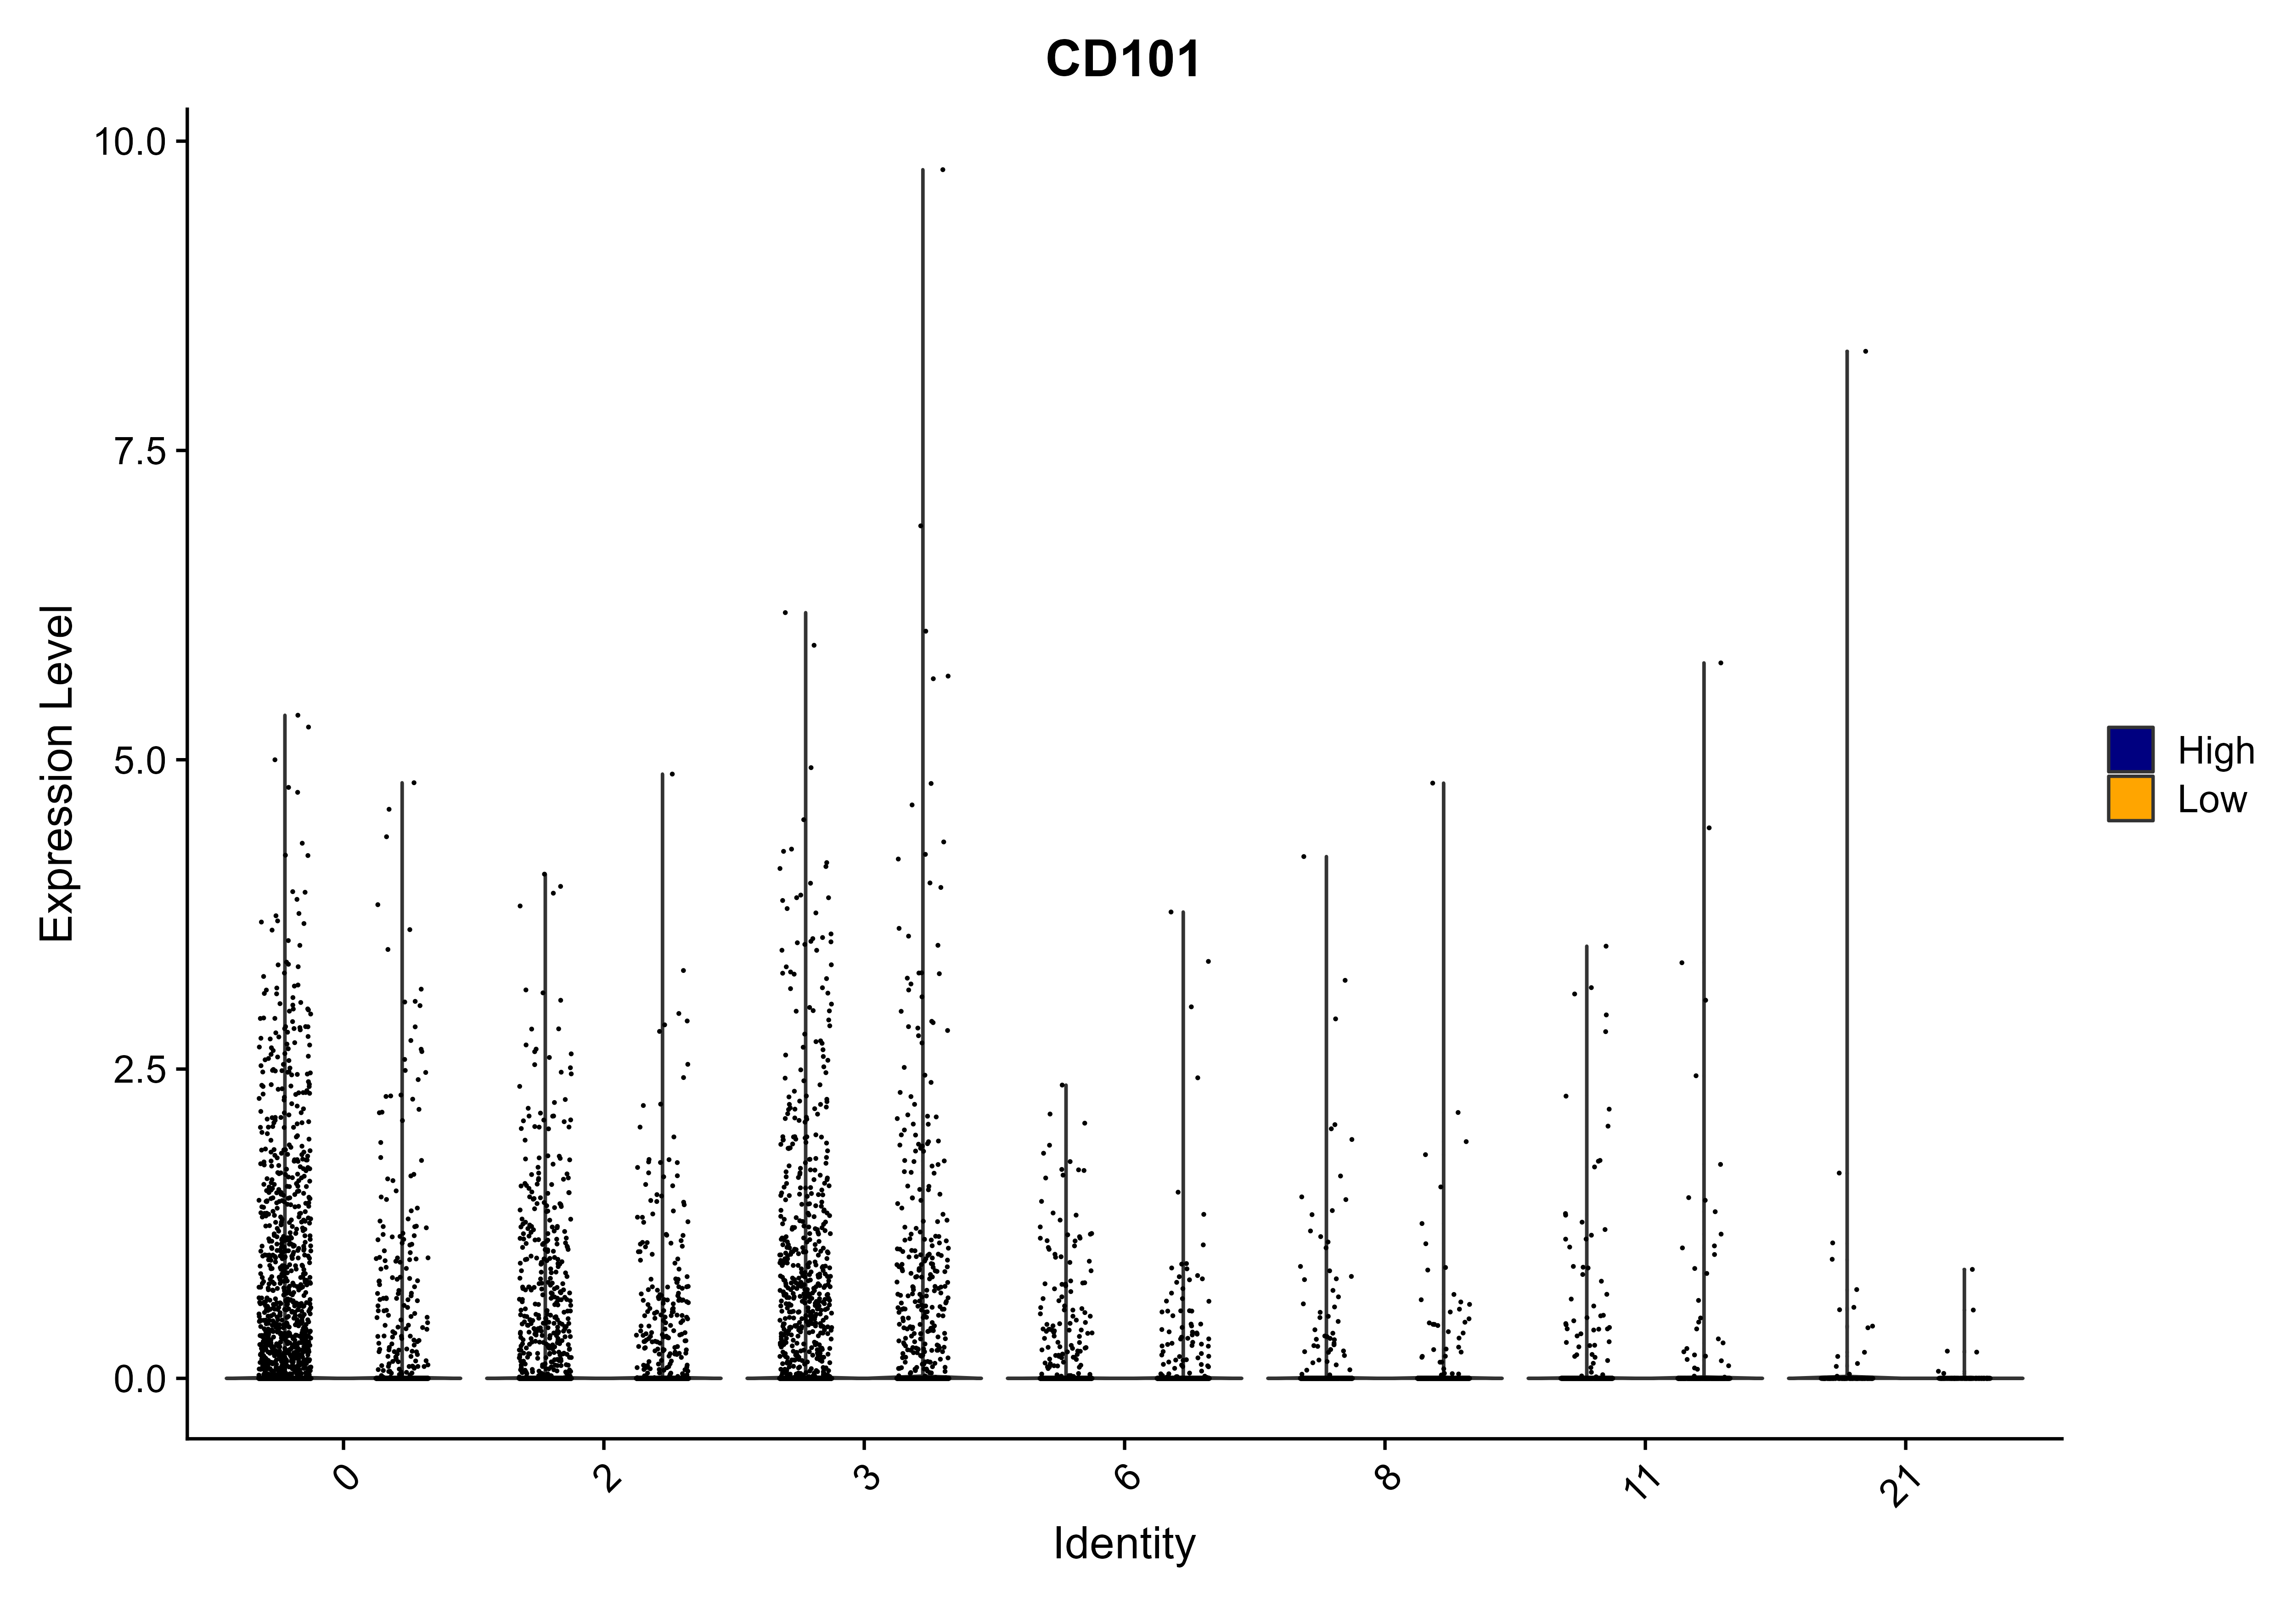 CD101
Expression Level
10.0
7.5
5.0
2.5
0.0
0
2
3
6
8
11
21
Identity
High
Low